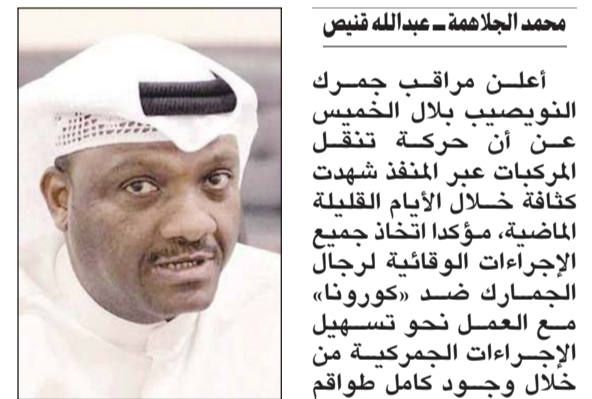 محمد الجلاهمة ـ عبدالله قنيص
أعلن مراقب جمرك
النويصيب بلال الخميس
عن أن حركة تنقل
المركبات عبر المنفذ شهدت
كثافة خلال الأيام القليلة
الماضية، مؤكدا اتخاذ جميع
الإجراءات الوقائية لرجال
الجمارك ضد «كورونا»
مع العمل نحو تسهيل
الإجراءات الجمركية من
خلال وجود كامل طواقم